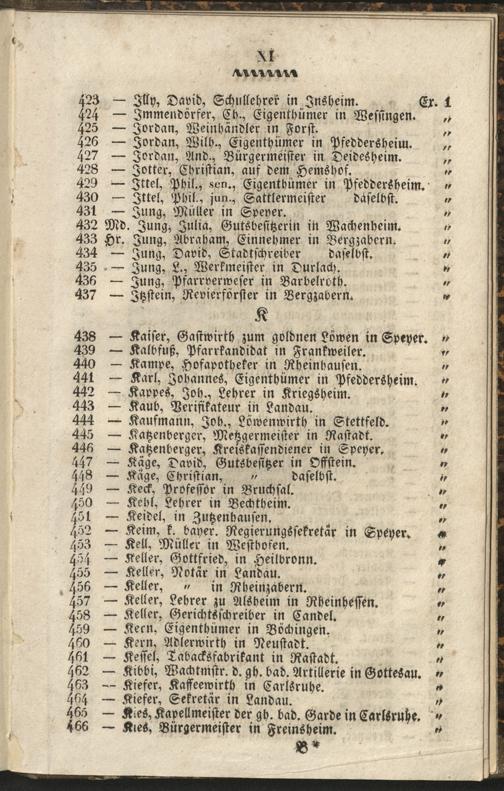 XI
423 — Illy, David, Schullehrer in Insheim. Ex. 1
424 — Immendörfer, Ch., Eigenthümer in Wessingen. „
425 — Jordan, Weinhändler in Forst. „
426 — Jordan, Wilh., Eigenthümer in Pfeddersheim. „
427 — Jordan, And., Bürgermeister in Deidesheim. „
428 — Jotter, Christian, auf dem Hemshof. „
429 — Ittel, Phil., sen., Eigenthümer in Pfeddersheim. „
430 — Ittel, Phil., jun., Sattlermeister daselbst. „
431 — Jung, Müller in Speyer. „
432 Md. Jung, Julia, Gutsbesitzerin in Wachenheim. „
433 Hr. Jung, Abraham, Einnehmer in Bergzabern. „
434 — Jung, David, Stadtschreiber daselbst. „
435 — Jung, L., Werkmeister in Durlach. „
436 — Jung, Pfarrverweser in Barbelroth. „
437 — Itzstein, Revierförster in Bergzabern. „
K
438 — Kaiser, Gastwirth zum goldnen Löwen in Speyer. „
439 — Kalbfuß, Pfarrkandidat in Frankweiler. „
440 — Kampe, Hofapotheker in Rheinhausen. „
441 — Karl, Johannes, Eigenthümer in Pfeddersheim. „
442 — Kappes, Joh., Lehrer in Kriegsheim. „
443 — Kaub, Verifikateur in Landau. „
444 — Kaufmann, Joh., Löwenwirth in Stettfeld. „
445 — Katzenberger, Metzgermeister in Rastadt. „
446 — Katzenberger, Kreiskassendiener in Speyer. „
447 — Käge, David, Gutsbesitzer in Offstein. „
448 — Käge, Christian, „ daselbst. „
449 — Keck, Professor in Bruchsal. „
450 — Kehl, Lehrer in Bechtheim. „
451 — Keidel, in Zutzenhausen. „
452 — Keim, k. bayer. Regierungssekretär in Speyer. „
453 — Kell, Müller in Westhofen. „
454 — Keller, Gottfried, in Heilbronn. „
455 — Keller, Notär in Landau. „
456 — Keller, „ in Rheinzabern. „
457 — Keller, Lehrer zu Alsheim in Rheinhessen. „
458 — Keller, Gerichtsschreiber in Candel. „
459 — Kern, Eigenthümer in Böchingen. „
460 — Kern, Adlerwirth in Neustadt. „
461 — Kessel, Tabacksfabrikant in Rastadt. „
462 — Kibbi, Wachtmstr. d. gh. bad. Artillerie in Gottesau. „
463 — Kiefer, Kaffeewirth in Carlsruhe. „
464 — Kiefer, Sekretär in Landau. „
465 — Kies, Kapellmeister der gh. bad. Garde in Carlsruhe. „
466 — Kies, Bürgermeister in Freinsheim. „
B*